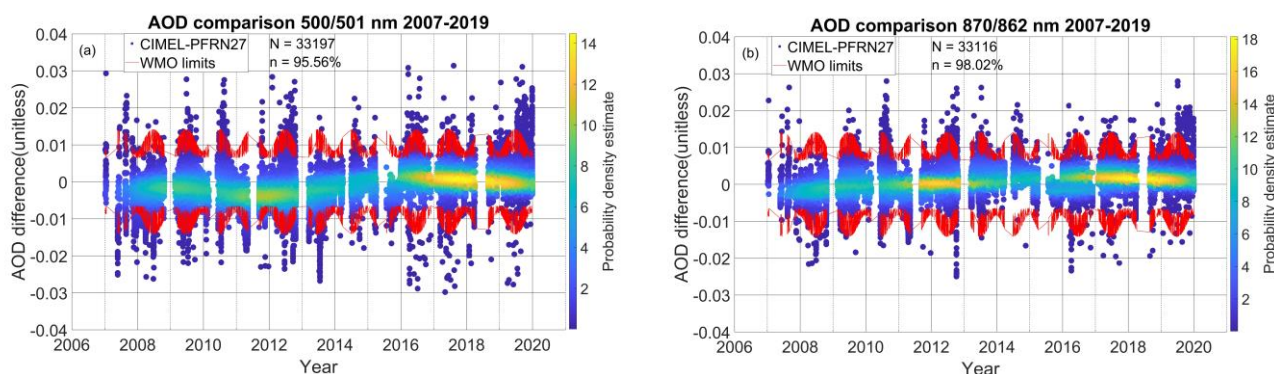 AOD comparison 500/501 nm 2007-2019
(a)
CIMEL-PFRN27
WMO limits
N = 33197
n = 95.56%
AOD difference(unitless)
0.04
0.03
0.02
0.01
0
-0.01
-0.02
-0.03
-0.04
2006
2008
2010
2012
2014
2016
2018
2020
Year
14
12
10
8
6
4
2
Probability density estimate
AOD comparison 870/862 nm 2007-2019
(b)
CIMEL-PFRN27
WMO limits
N = 33116
n = 98.02%
AOD difference(unitless)
0.04
0.03
0.02
0.01
0
-0.01
-0.02
-0.03
-0.04
2006
2008
2010
2012
2014
2016
2018
2020
Year
18
16
14
12
10
8
6
4
2
Probability density estimate